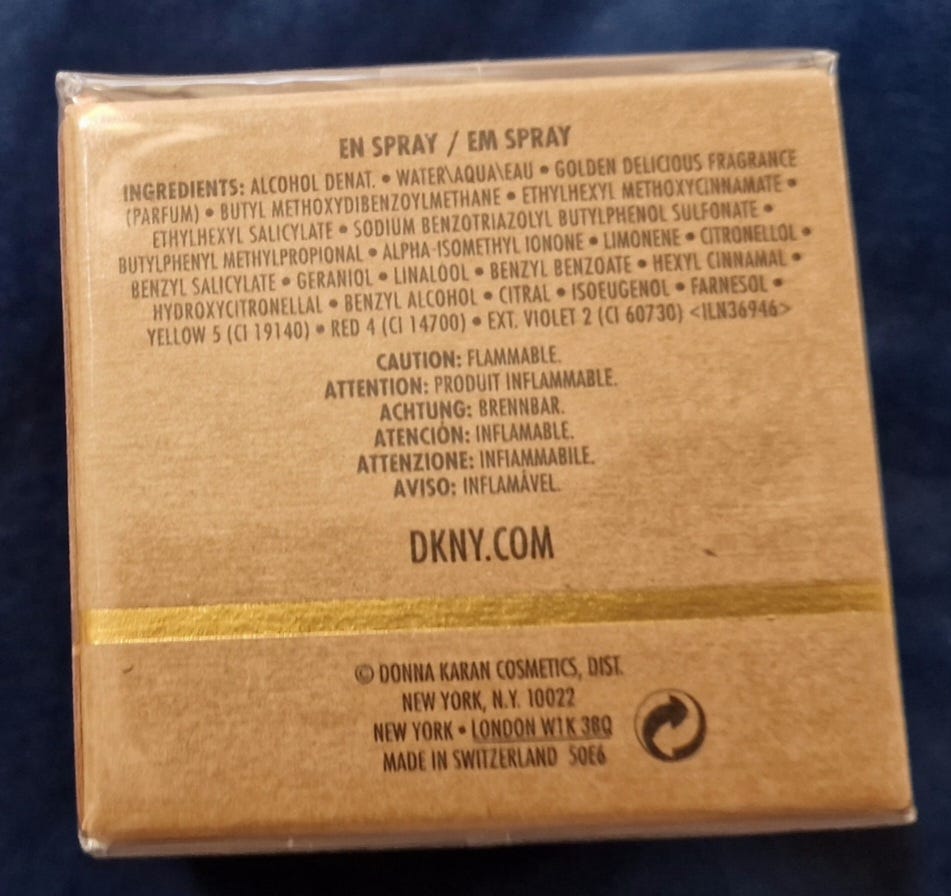 EN SPRAY / EM SPRAY
INGREDIENTS: ALCOHOL DENAT. • WATER\AQUA\EAU • GOLDEN DELICIOUS FRAGRANCE
(PARFUM) • BUTYL METHOXYDIBENZOYLMETHANE • ETHYLHEXYL METHOXYCINNAMATE •
ETHYLHEXYL SALICYLATE • SODIUM BENZOTRIAZOLYL BUTYLPHENOL SULFONATE •
BUTYLPHENYL METHYLPROPIONAL • ALPHA-ISOMETHYL IONONE • LIMONENE • CITRONELLOL •
BENZYL SALICYLATE • GERANIOL • LINALOOL • BENZYL BENZOATE • HEXYL CINNAMAL •
HYDROXYCITRONELLAL • BENZYL ALCOHOL • CITRAL • ISOEUGENOL • FARNESOL •
YELLOW 5 (CI 19140) • RED 4 (CI 14700) • EXT. VIOLET 2 (CI 60730) <ILN36946>
CAUTION: FLAMMABLE.
ATTENTION: PRODUIT INFLAMMABLE.
ACHTUNG: BRENNBAR.
ATENCIÓN: INFLAMABLE.
ATTENZIONE: INFIAMMABILE.
AVISO: INFLAMÁVEL.
DKNY.COM
© DONNA KARAN COSMETICS, DIST.
NEW YORK, N.Y. 10022
NEW YORK • LONDON W1K 3BQ
MADE IN SWITZERLAND 50E6